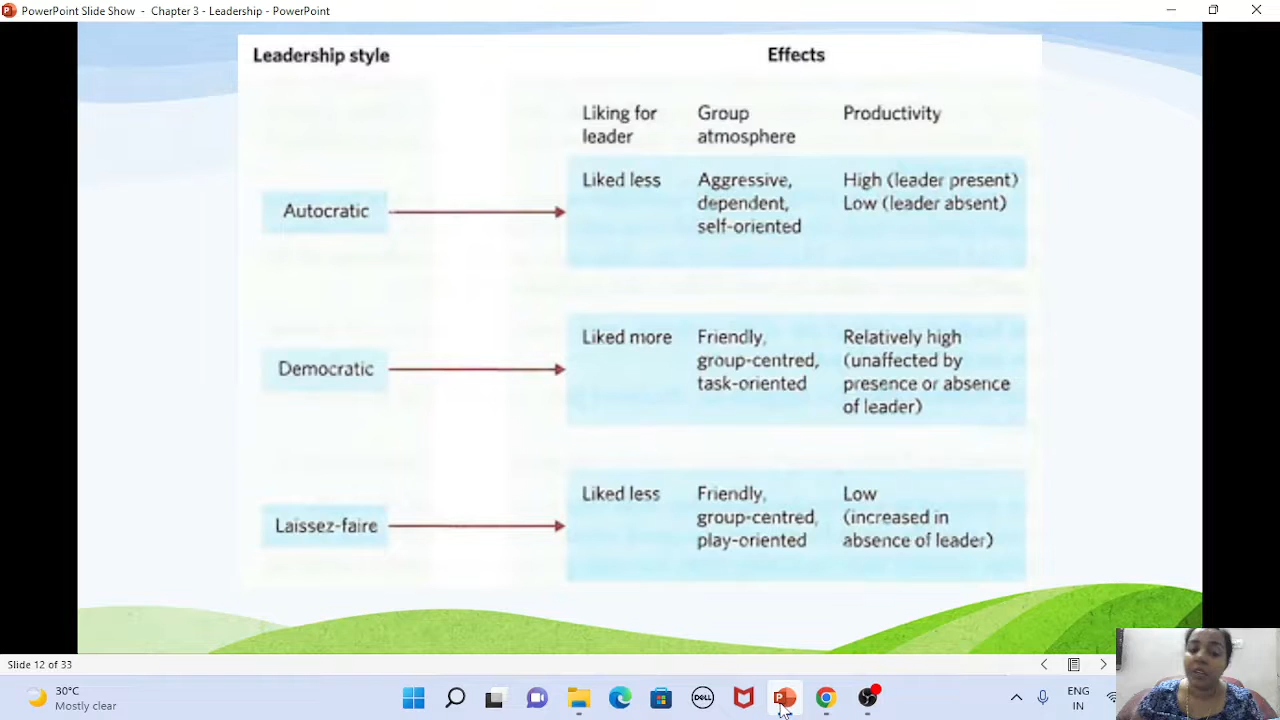 PowerPoint Slide Show - Chapter 3 - Leadership - PowerPoint
Leadership style
Effects
Liking for
leader
Group
atmosphere
Productivity
Autocratic
Liked less
Aggressive,
dependent,
self-oriented
High (leader present)
Low (leader absent)
Democratic
Liked more
Friendly,
group-centred,
task-oriented
Relatively high
(unaffected by
presence or absence
of leader)
Laissez-faire
Liked less
Friendly,
group-centred,
play-oriented
Low
(increased in
absence of leader)
Slide 12 of 33
30°C
Mostly clear
DELL
ENG
IN